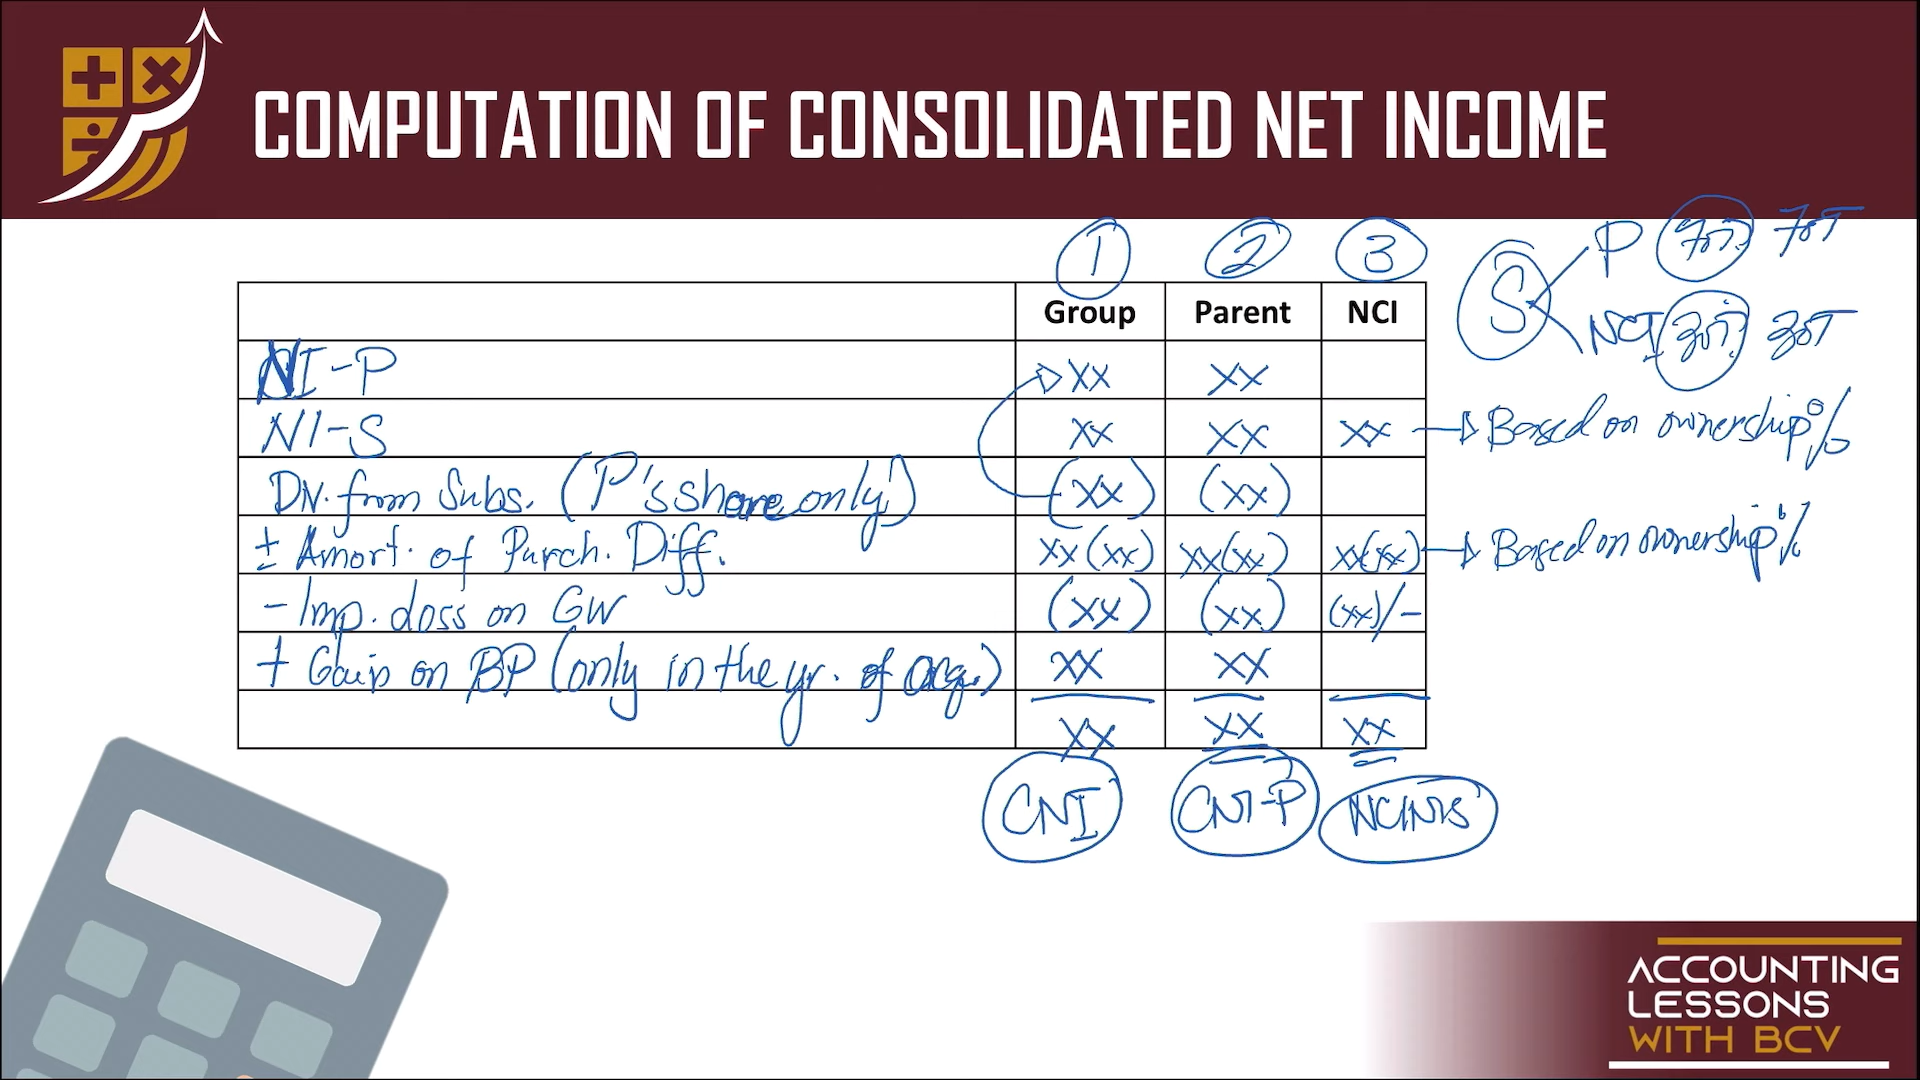 COMPUTATION OF CONSOLIDATED NET INCOME
1 2 3
S P 70% 70T
NCI 30% 30T
Group Parent NCI
NI-P XX XX
NI-S XX XX XX → Based on ownership %
Div. from Subs. (P's share only) (XX) (XX)
± Amort. of Purch. Diff. XX (XX) XX(XX) XX(XX) → Based on ownership %
- Imp. Loss on GW (XX) (XX) (XX)/-
+ Gain on BP (only in the yr. of acq.) XX XX
XX XX XX
CNI CNI-P NCINIS
ACCOUNTING
LESSONS
WITH BCV